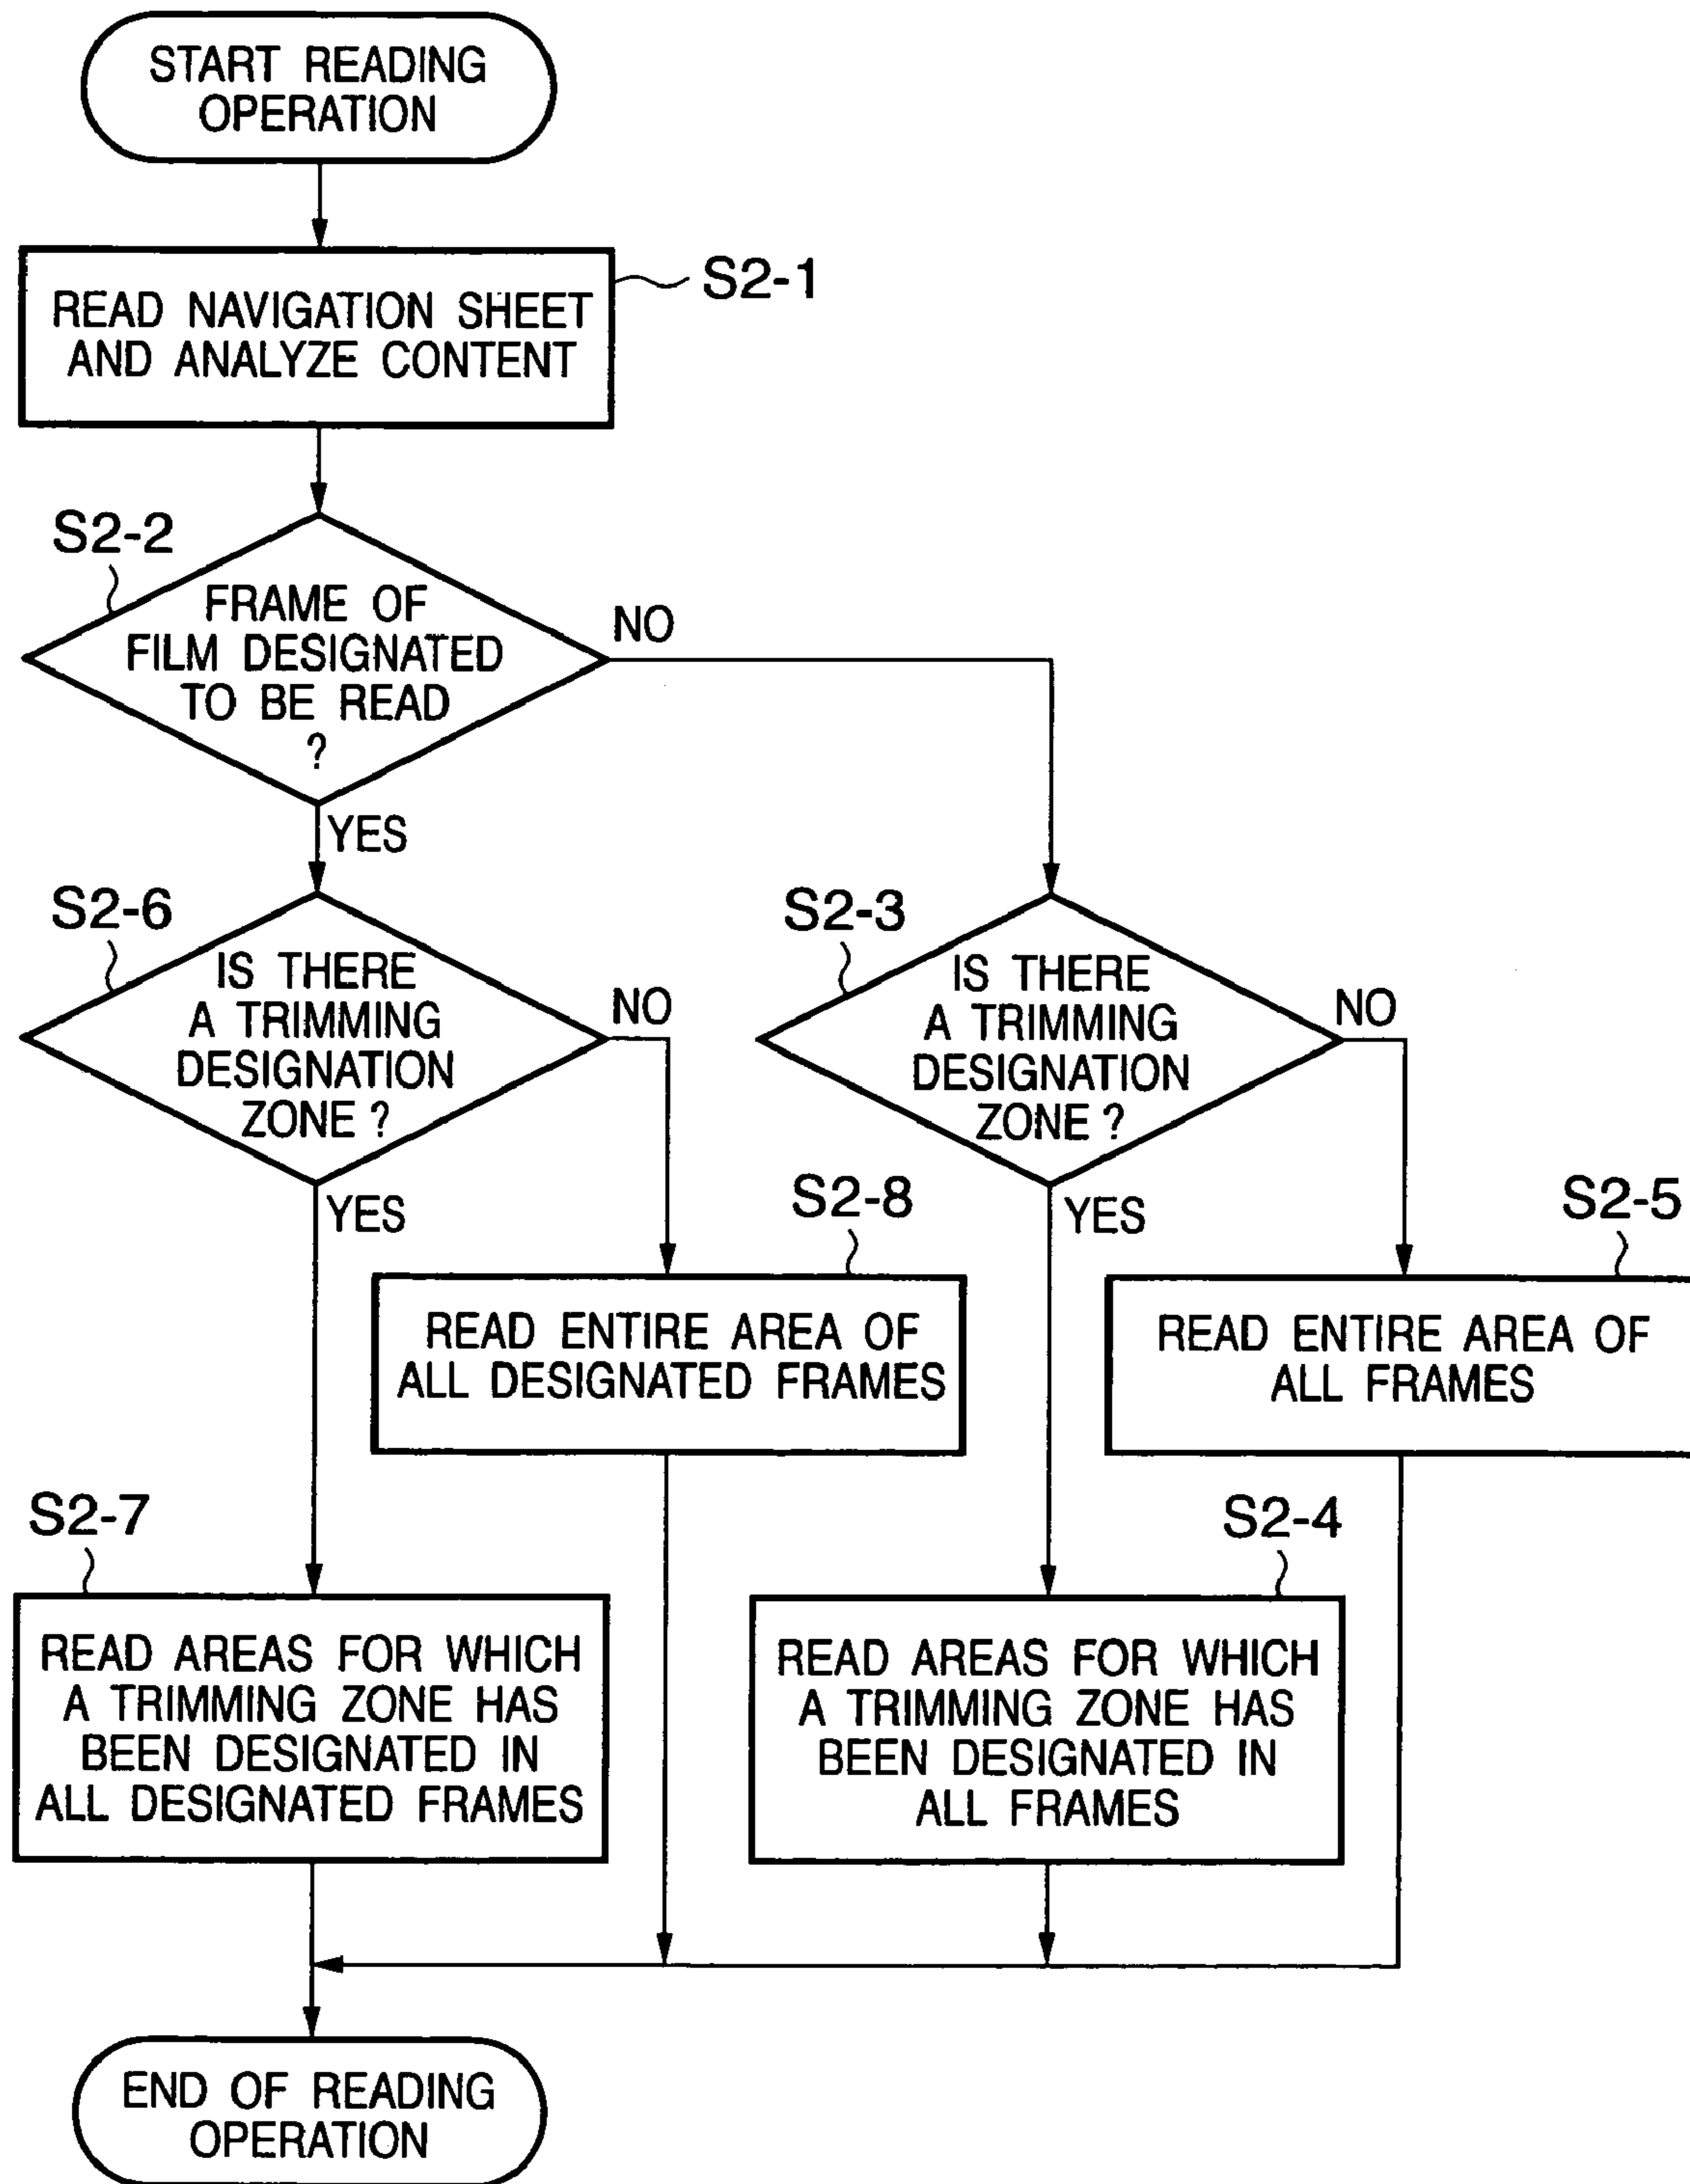 START READING
OPERATION
S2-1
READ NAVIGATION SHEET
AND ANALYZE CONTENT
S2-2
FRAME OF
FILM DESIGNATED
TO BE READ
?
NO
YES
S2-6
IS THERE
A TRIMMING
DESIGNATION
ZONE ?
NO
YES
S2-3
IS THERE
A TRIMMING
DESIGNATION
ZONE ?
NO
YES
S2-8
READ ENTIRE AREA OF
ALL DESIGNATED FRAMES
S2-5
READ ENTIRE AREA OF
ALL FRAMES
S2-7
READ AREAS FOR WHICH
A TRIMMING ZONE HAS
BEEN DESIGNATED IN
ALL DESIGNATED FRAMES
S2-4
READ AREAS FOR WHICH
A TRIMMING ZONE HAS
BEEN DESIGNATED IN
ALL FRAMES
END OF READING
OPERATION